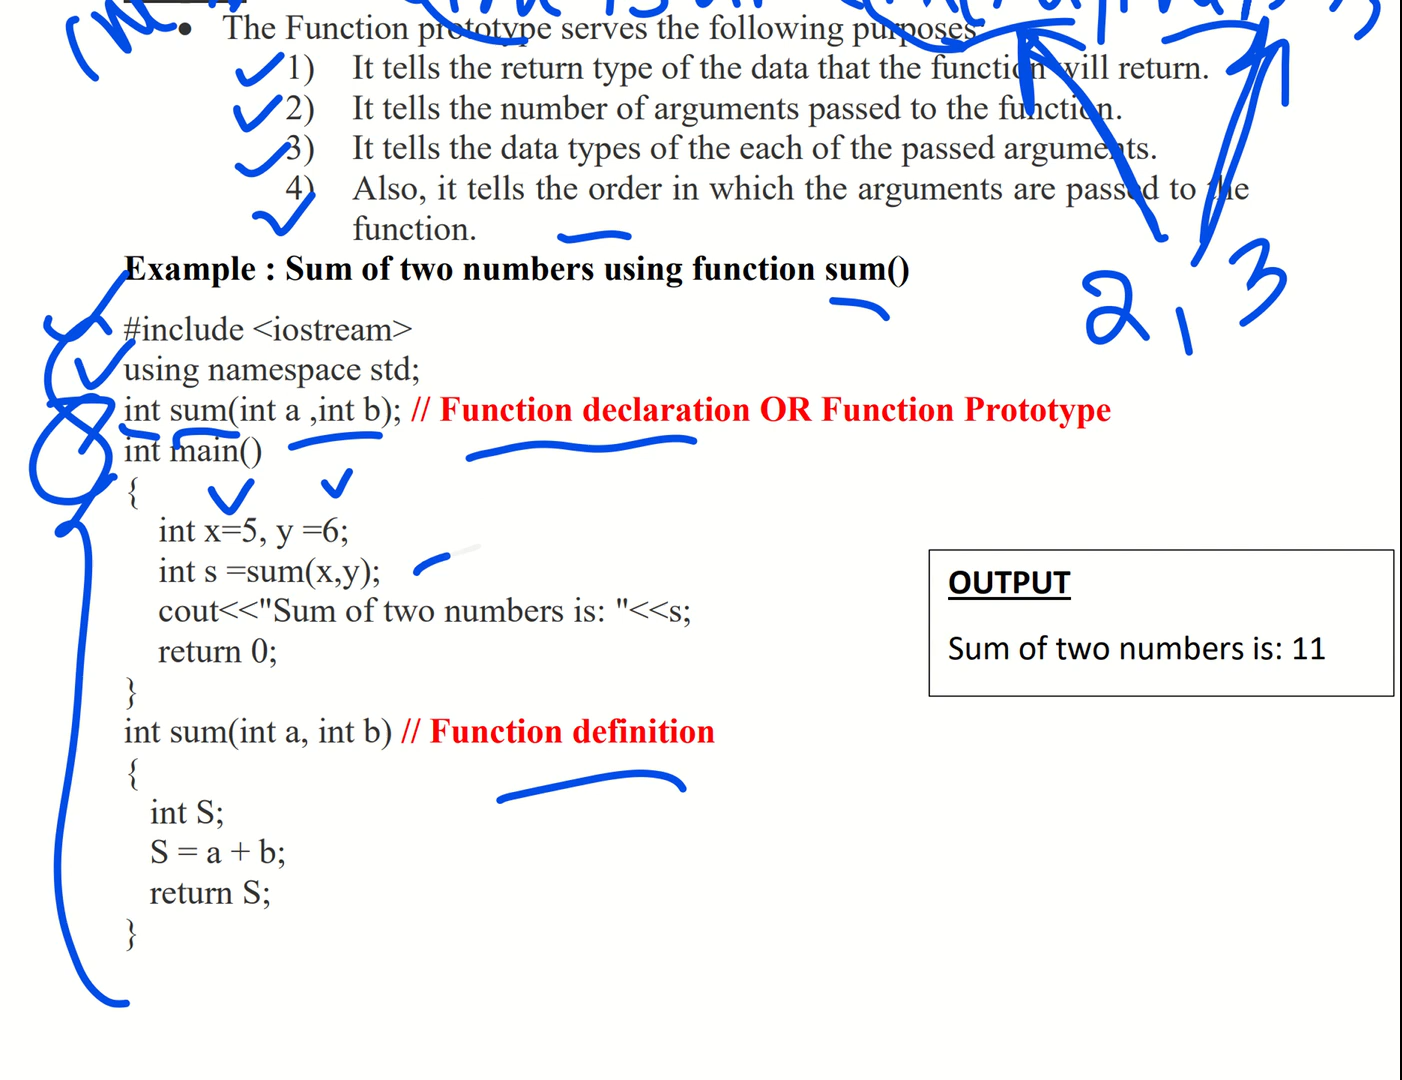 • The Function prototype serves the following purposes
1) It tells the return type of the data that the function will return.
2) It tells the number of arguments passed to the function.
3) It tells the data types of the each of the passed arguments.
4) Also, it tells the order in which the arguments are passed to the
function.
2, 3
Example : Sum of two numbers using function sum()
#include <iostream>
using namespace std;
int sum(int a ,int b); // Function declaration OR Function Prototype
int main()
{
int x=5, y =6;
int s =sum(x,y);
cout<<"Sum of two numbers is: "<<s;
return 0;
}
int sum(int a, int b) // Function definition
{
int S;
S = a + b;
return S;
}
OUTPUT
Sum of two numbers is: 11